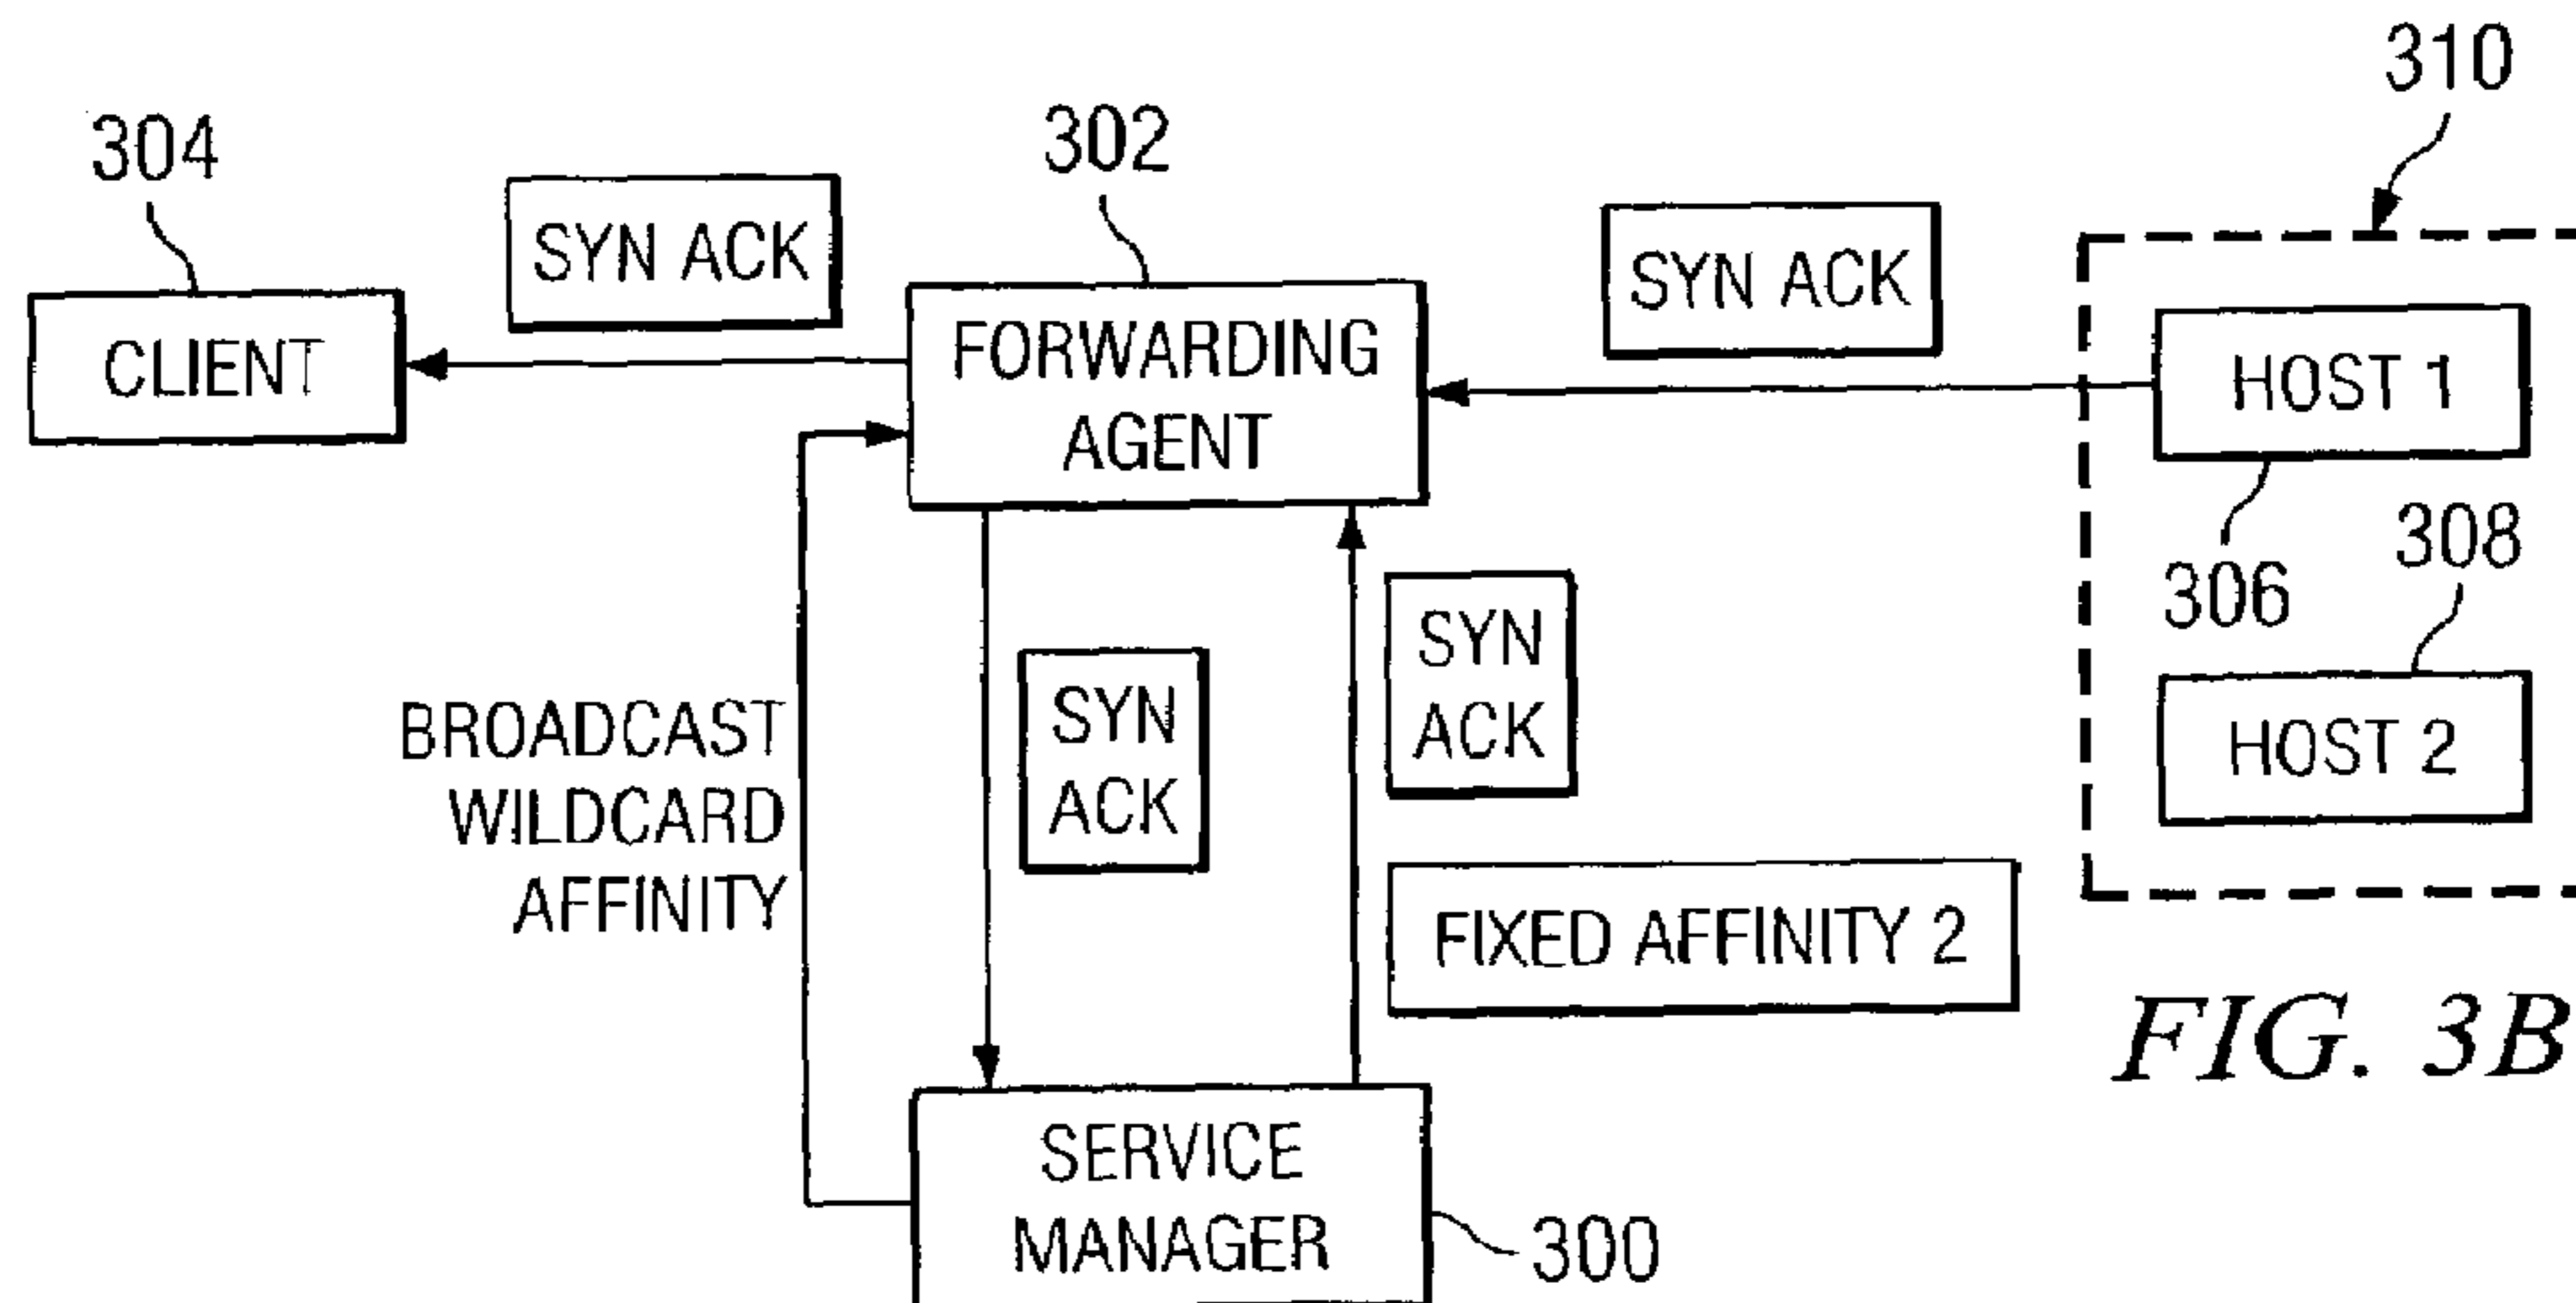 310
304
302
SYN ACK
SYN ACK
CLIENT
FORWARDING
AGENT
HOST 1
306
308
SYN
ACK
SYN
ACK
BROADCAST
WILDCARD
AFFINITY
HOST 2
FIXED AFFINITY 2
FIG. 3B
SERVICE
MANAGER
300